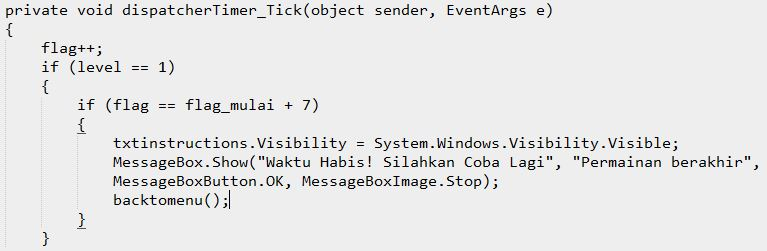 private void dispatcherTimer_Tick(object sender, EventArgs e)
{
    flag++;
    if (level == 1)
    {
        if (flag == flag_mulai + 7)
        {
            txtinstructions.Visibility = System.Windows.Visibility.Visible;
            MessageBox.Show("Waktu Habis! Silahkan Coba Lagi", "Permainan berakhir",
            MessageBoxButton.OK, MessageBoxImage.Stop);
            backtomenu();
        }
    }